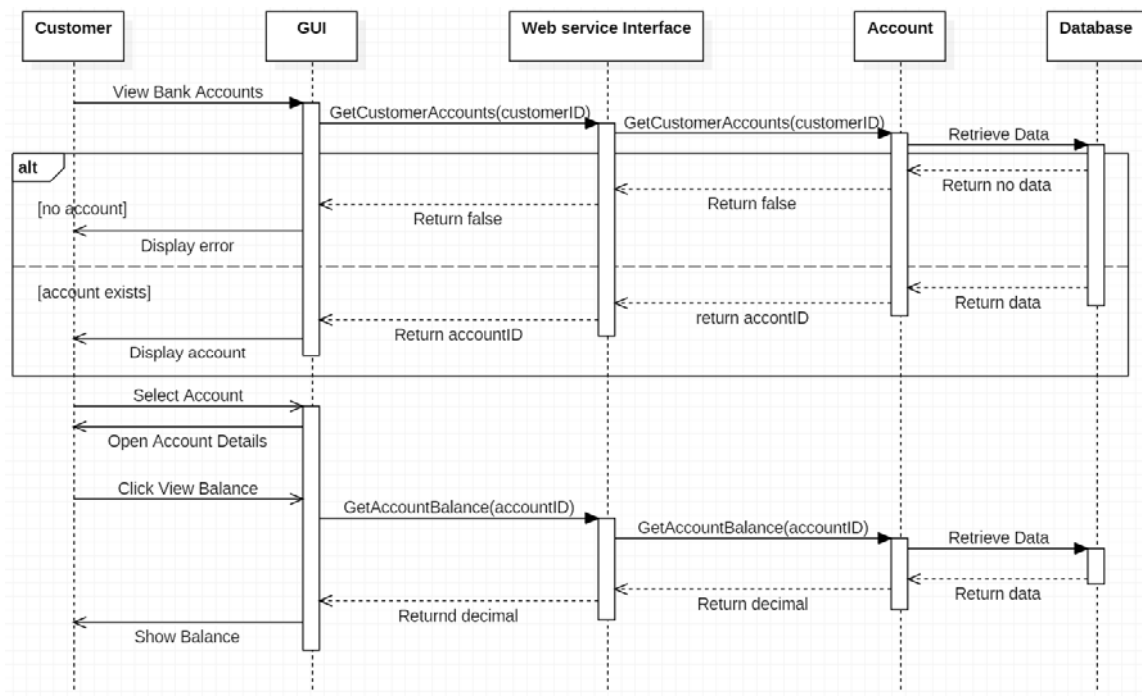 Customer
GUI
Web service Interface
Account
Database
View Bank Accounts
GetCustomerAccounts(customerID)
GetCustomerAccounts(customerID)
Retrieve Data
alt
Return no data
Return false
[no account]
Return false
Display error
[account exists]
Return data
return accontID
Return accountID
Display account
Select Account
Open Account Details
Click View Balance
GetAccountBalance(accountID)
GetAccountBalance(accountID)
Retrieve Data
Return data
Return decimal
Returnd decimal
Show Balance